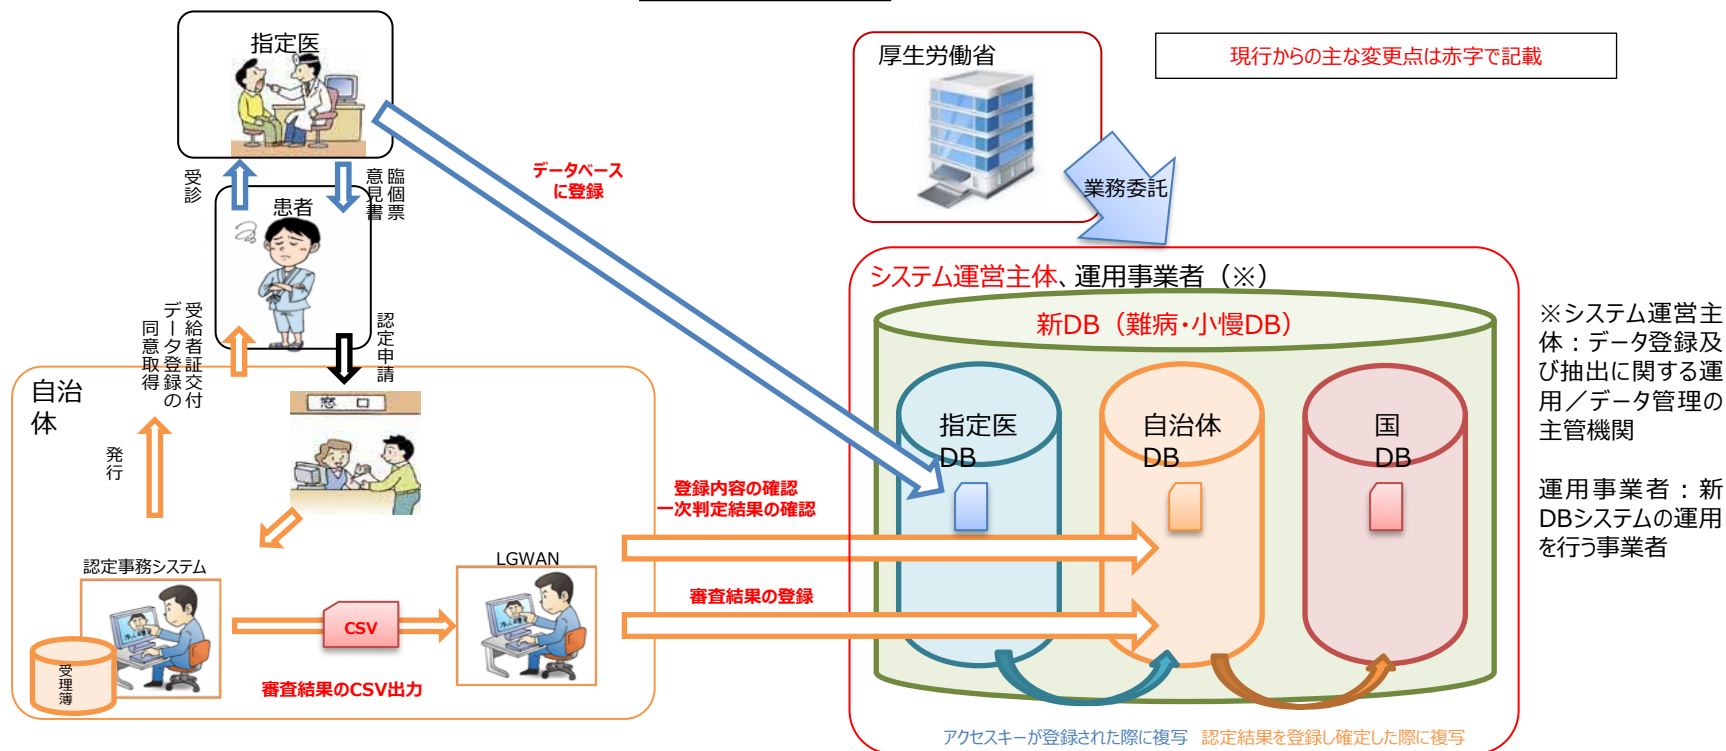 指定医
厚生労働省
現行からの主な変更点は赤字で記載
受診
臨個票
意見書
データベース
に登録
業務委託
患者
システム運営主体、運用事業者（※）
新DB（難病・小慢DB）
※システム運営主
体：データ登録及
び抽出に関する運
用／データ管理の
主管機関
運用事業者：新
DBシステムの運用
を行う事業者
受給者証交付
データ登録の
同意取得
認定申請
自治
体
窓口
発行
指定医
DB
自治体
DB
国
DB
登録内容の確認
一次判定結果の確認
認定事務システム
LGWAN
CSV
審査結果の登録
受理簿
審査結果のCSV出力
アクセスキーが登録された際に複写
認定結果を登録し確定した際に複写